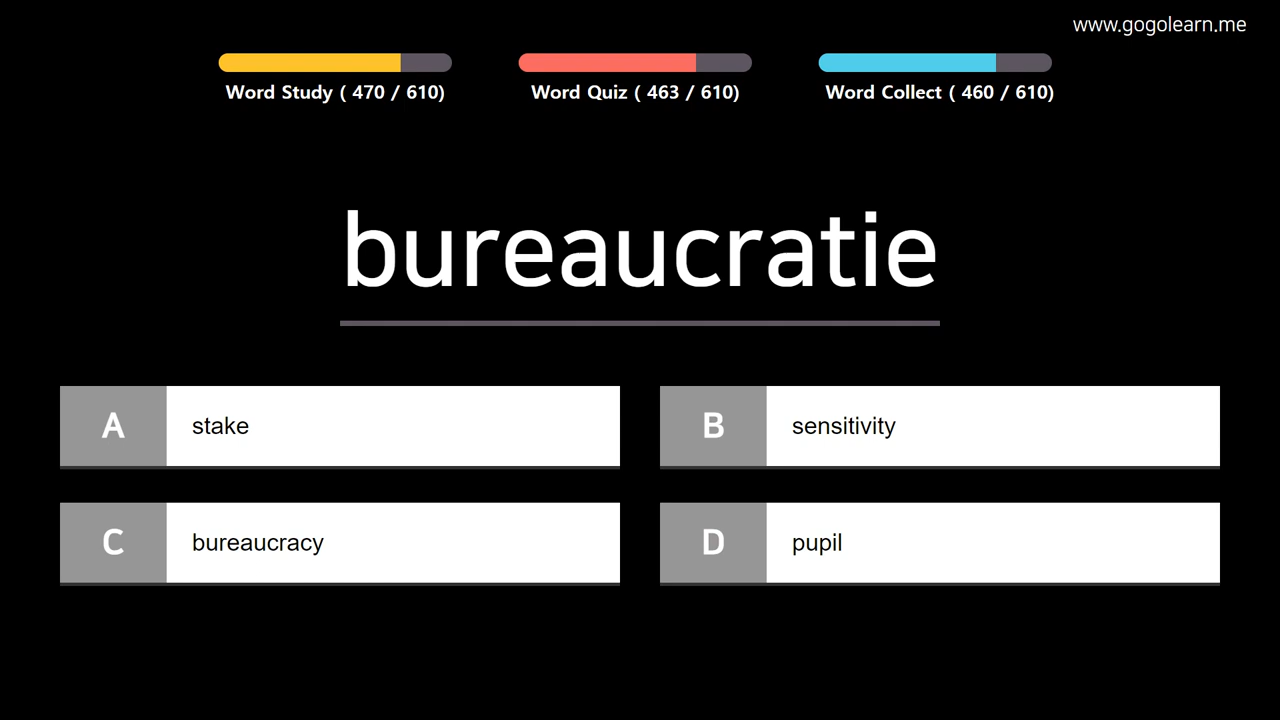 www.gogolearn.me
Word Study ( 470 / 610)
Word Quiz ( 463 / 610)
Word Collect ( 460 / 610)
bureaucratie
A stake
B sensitivity
C bureaucracy
D pupil